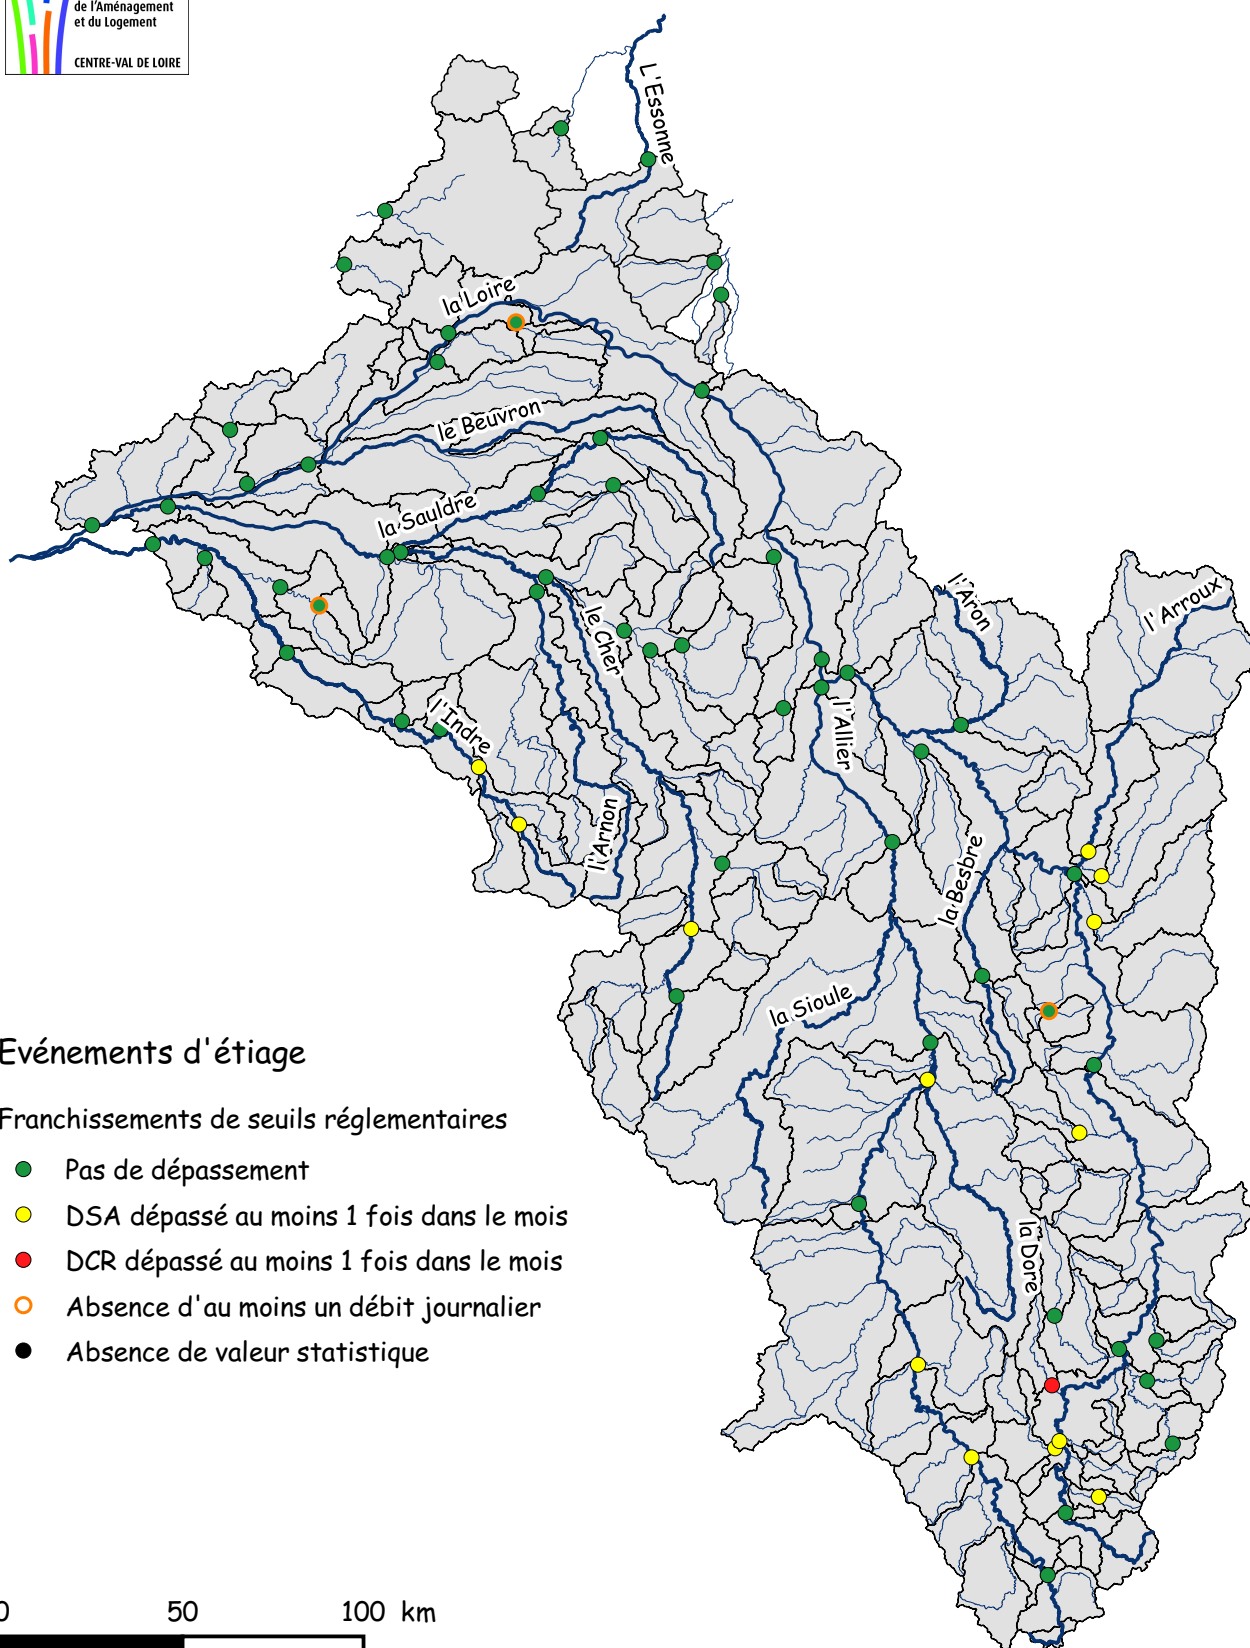 de l'Aménagement
et du Logement
CENTRE-VAL DE LOIRE
L'Essonne
la Loire
le Beuvron
la Sauldre
l'Aron
l'Arroux
le Cher
l'Indre
l'Allier
l'Arnon
la Besbre
la Sioule
la Dore
Evénements d'étiage
Franchissements de seuils réglementaires
Pas de dépassement
DSA dépassé au moins 1 fois dans le mois
DCR dépassé au moins 1 fois dans le mois
Absence d'au moins un débit journalier
Absence de valeur statistique
0 50 100 km